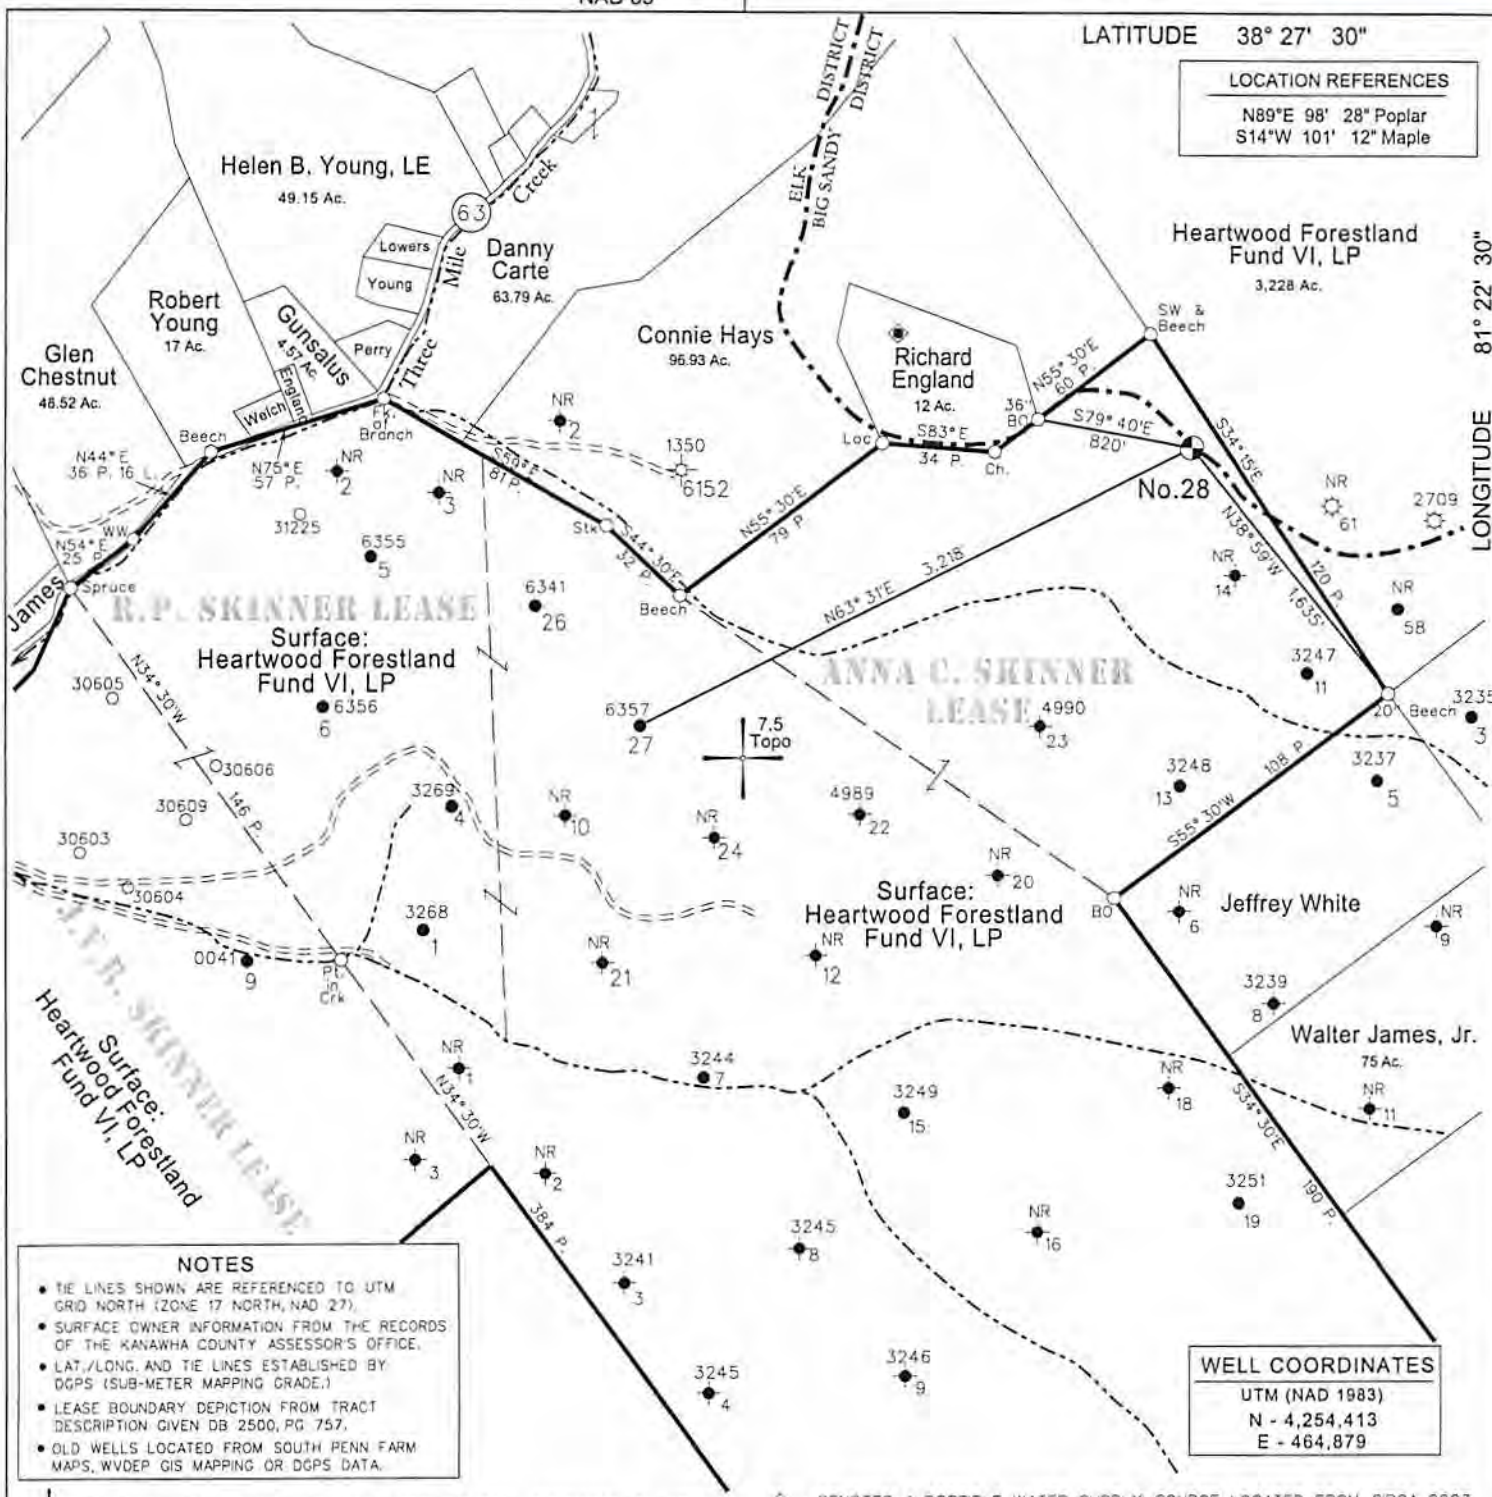 LATITUDE 38° 27' 30"
LOCATION REFERENCES
N89°E 98' 28" Poplar
S14°W 101' 12" Maple
LONGITUDE 81° 22' 30"
ELK DISTRICT
BIG SANDY DISTRICT
Helen B. Young, LE
49.15 Ac.
63
Three Mile Creek
Lowers
Young
Danny
Carte
63.79 Ac.
Heartwood Forestland
Fund VI, LP
3,228 Ac.
Robert
Young
17 Ac.
Gunsalus
4.57 Ac.
Perry
England
Welch
Glen
Chestnut
48.52 Ac.
Connie Hays
96.93 Ac.
Richard
England
12 Ac.
SW &
Beech
N55° 30'E
60 P.
36"
BO
S79° 40'E
820'
S34° 15'E
120 P.
Loc
S83° E
34 P.
Ch.
No.28
Beech
Fk.
of
Branch
N44° E
36 P. 16 L.
N75° E
57 P.
NR
2
NR
3
NR
2
1350
6152
S59° E
81 P.
31225
WW
N54° E
25 P.
6355
5
Stk
S44° 30'E
32 P.
N55° 30'E
79 P.
NR
61
2709
N38° 59'W
1,635'
NR
14
NR
58
James
Spruce
R.P. SKINNER LEASE
Surface:
Heartwood Forestland
Fund VI, LP
6341
26
Beech
N63° 31'E
3,218'
ANNA C. SKINNER
LEASE
3247
11
20" Beech
3235
3
30605
N34° 30'W
146 P.
6356
6
6357
27
7.5
Topo
4990
23
3248
13
108 P.
S55° 30'W
3237
5
30606
30609
3269
4
NR
10
NR
24
4989
22
30603
30604
NR
20
Surface:
Heartwood Forestland
Fund VI, LP
BO
NR
6
Jeffrey White
NR
9
3268
1
0041
9
Pt.
in
Crk
NR
21
NR
12
J.F.R. SKINNER LEASE
Surface:
Heartwood Forestland
Fund VI, LP
3239
8
Walter James, Jr.
75 Ac.
NR
1
N34° 30'W
3244
7
3249
15
NR
18
S34° 30'E
190 P.
NR
11
NR
3
NR
2
384 P.
3251
19
NR
16
3245
8
3241
3
3245
4
3246
9
NOTES
• TIE LINES SHOWN ARE REFERENCED TO UTM
GRID NORTH (ZONE 17 NORTH, NAD 27).
• SURFACE OWNER INFORMATION FROM THE RECORDS
OF THE KANAWHA COUNTY ASSESSOR'S OFFICE.
• LAT./LONG. AND TIE LINES ESTABLISHED BY
DGPS (SUB-METER MAPPING GRADE.)
• LEASE BOUNDARY DEPICTION FROM TRACT
DESCRIPTION GIVEN DB 2500, PG 757.
• OLD WELLS LOCATED FROM SOUTH PENN FARM
MAPS, WVDEP GIS MAPPING OR DGPS DATA.
WELL COORDINATES
UTM (NAD 1983)
N - 4,254,413
E - 464,879